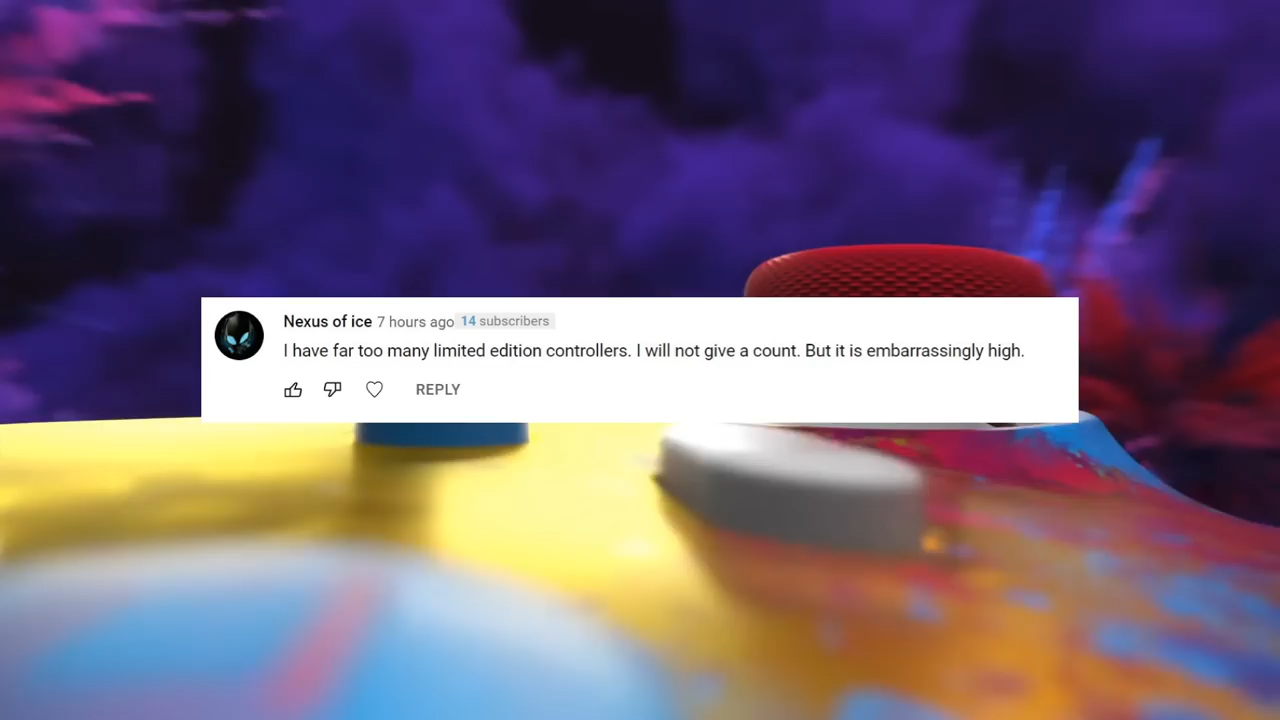 Nexus of ice 7 hours ago 14 subscribers
I have far too many limited edition controllers. I will not give a count. But it is embarrassingly high.
REPLY